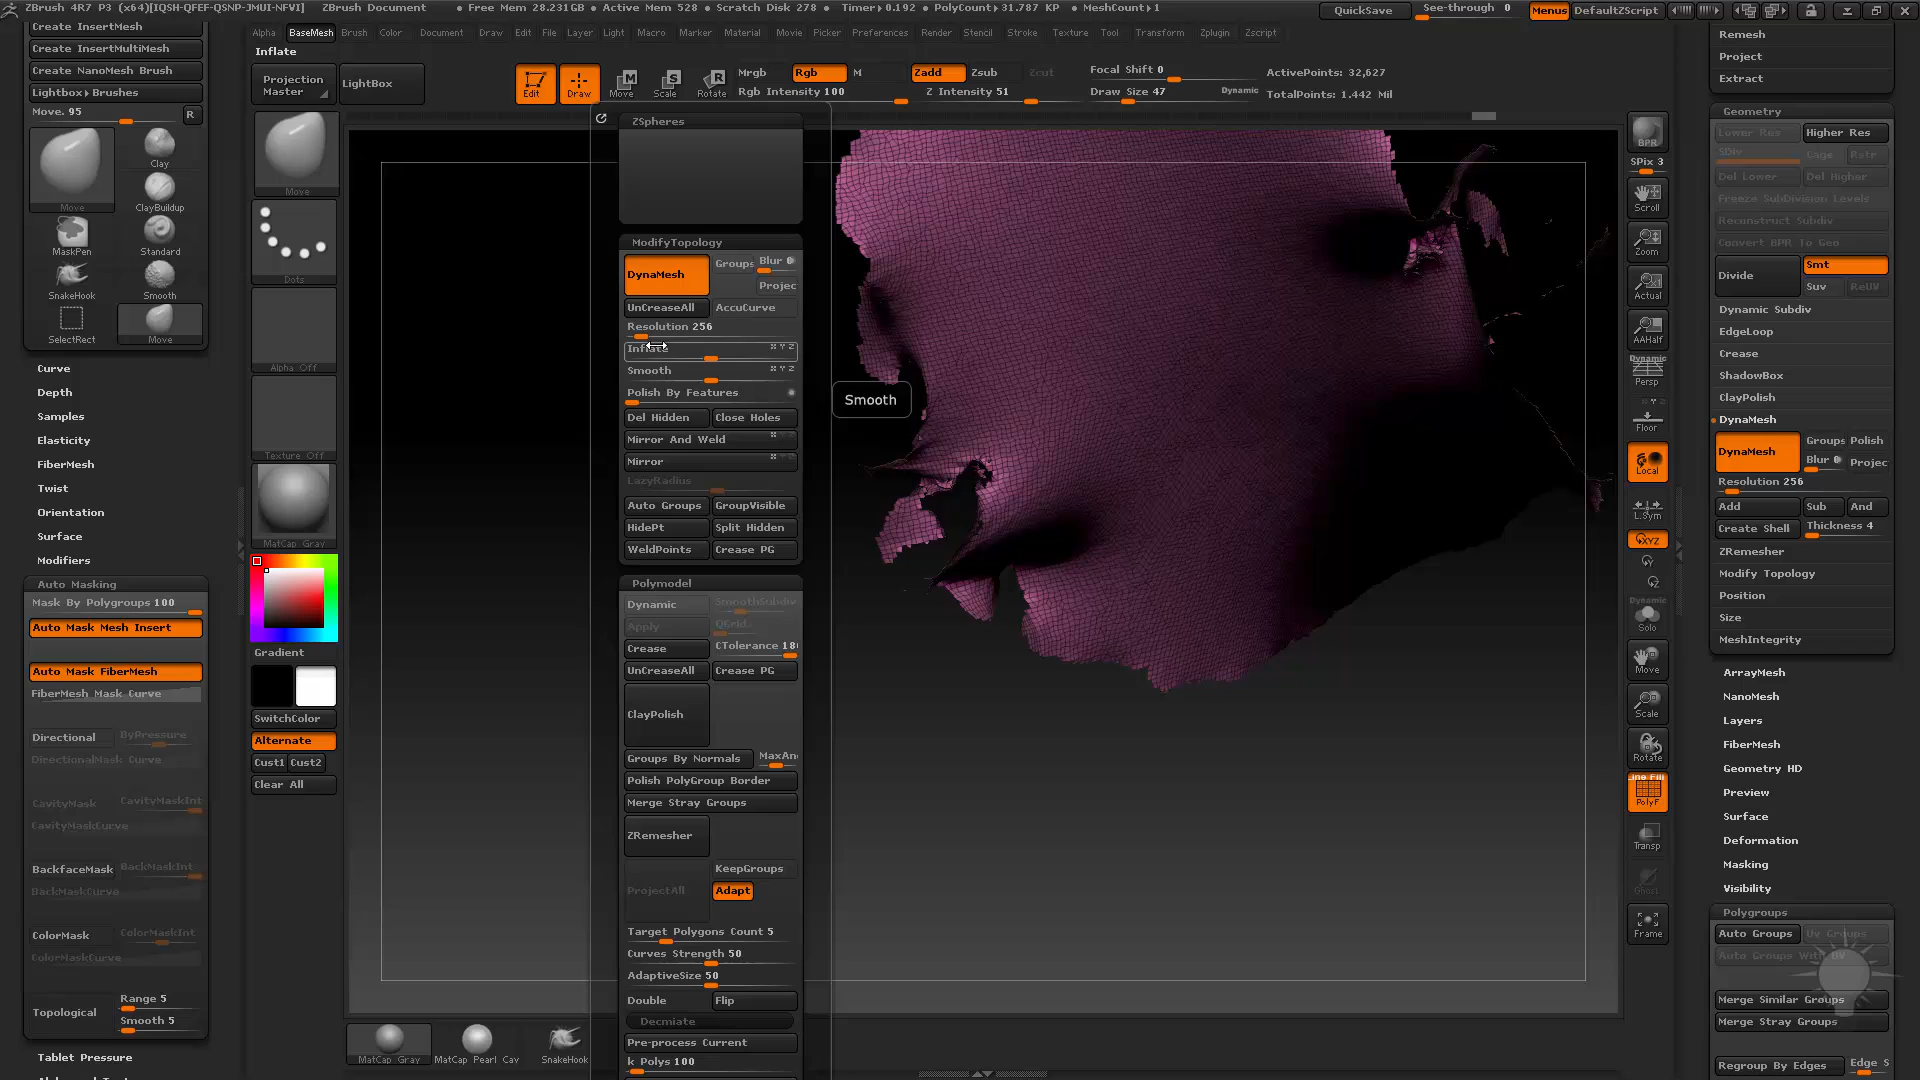 ZBrush 4R7 P3 (x64)[IQSH-QFEF-QSNP-JMUI-NFVI] ZBrush Document • Free Mem 28.231GB • Active Mem 528 • Scratch Disk 278 • Timer▸0.192 • PolyCount▸31.787 KP • MeshCount▸1 QuickSave See-through 0 Menus DefaultZScript
Alpha BaseMesh Brush Color Document Draw Edit File Layer Light Macro Marker Material Movie Picker Preferences Render Stencil Stroke Texture Tool Transform Zplugin Zscript
Inflate
Create InsertMesh
Create InsertMultiMesh
Create NanoMesh Brush
Lightbox▸Brushes
Move. 95
R
Move
Clay
ClayBuildup
MaskPen
Standard
SnakeHook
Smooth
SelectRect
Move
Curve
Depth
Samples
Elasticity
FiberMesh
Twist
Orientation
Surface
Modifiers
Auto Masking
Mask By Polygroups 100
Auto Mask Mesh Insert
Auto Mask FiberMesh
FiberMesh Mask Curve
Directional ByPressure
DirectionalMask Curve
CavityMask CavityMaskInt
CavityMaskCurve
BackfaceMask BackMaskInt
BackMaskCurve
ColorMask ColorMaskInt
ColorMaskCurve
Topological
Range 5
Smooth 5
Tablet Pressure
Projection Master
LightBox
Move
Dots
Alpha Off
Texture Off
MatCap Gray
Gradient
SwitchColor
Alternate
Cust1 Cust2
Clear All
Edit Draw Move Scale Rotate
Mrgb Rgb M
Rgb Intensity 100
Zadd Zsub Zcut
Z Intensity 51
Focal Shift 0
Draw Size 47
Dynamic
ActivePoints: 32,627
TotalPoints: 1.442 Mil
ZSpheres
ModifyTopology
DynaMesh
Groups
Blur
Projec
UnCreaseAll AccuCurve
Resolution 256
Inflate X Y Z
Smooth X Y Z
Polish By Features
Del Hidden Close Holes
Mirror And Weld
Mirror
LazyRadius
Auto Groups GroupVisible
HidePt Split Hidden
WeldPoints Crease PG
Smooth
Polymodel
Dynamic SmoothSubdiv
Apply QGrid
Crease CTolerance 18
UnCreaseAll Crease PG
ClayPolish
Groups By Normals MaxAn
Polish PolyGroup Border
Merge Stray Groups
ZRemesher
KeepGroups
ProjectAll
Adapt
Target Polygons Count 5
Curves Strength 50
AdaptiveSize 50
Double Flip
Decmiate
Pre-process Current
k Polys 100
MatCap Gray MatCap Pearl Cav SnakeHook
BPR
SPix 3
Scroll
Zoom
Actual
AAHalf
Dynamic
Persp
Floor
Local
L.Sym
XYZ
Dynamic
Solo
Move
Scale
Rotate
Line Fill
PolyF
Transp
Ghost
Frame
Remesh
Project
Extract
Geometry
Lower Res Higher Res
SDiv Cage Rstr
Del Lower Del Higher
Freeze SubDivision Levels
Reconstruct Subdiv
Convert BPR To Geo
Divide
Smt
Suv ReUV
Dynamic Subdiv
EdgeLoop
Crease
ShadowBox
ClayPolish
DynaMesh
DynaMesh
Groups Polish
Blur Projec
Resolution 256
Add Sub And
Create Shell Thickness 4
ZRemesher
Modify Topology
Position
Size
MeshIntegrity
ArrayMesh
NanoMesh
Layers
FiberMesh
Geometry HD
Preview
Surface
Deformation
Masking
Visibility
Polygroups
Auto Groups Uv Groups
Auto Groups With UV
Merge Similar Groups
Merge Stray Groups
Regroup By Edges Edge S